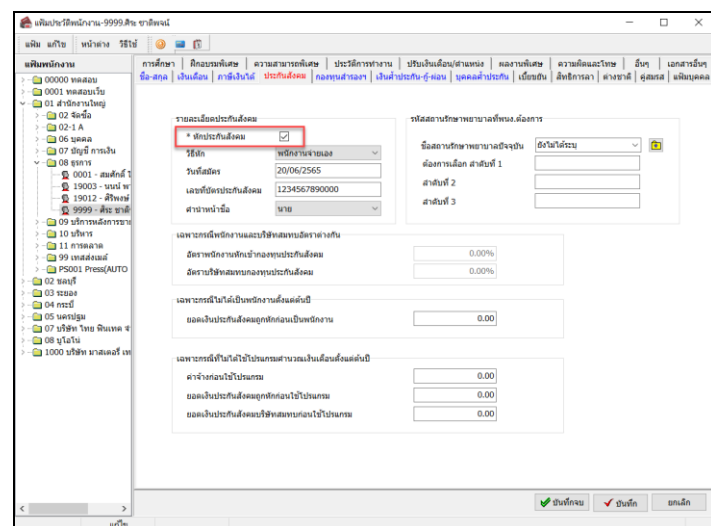 แฟ้มประวัติพนักงาน-9999.ศิระ ชาติพจน์
แฟ้ม แก้ไข หน้าต่าง วิธีใช้
แฟ้มพนักงาน
00000 ทดสอบ
0001 ทดสอบเว็บ
01 สำนักงานใหญ่
02 จัดซื้อ
02-1 A
06 บุคคล
07 บัญชี การเงิน
08 ธุรการ
0001 - สมศักดิ์ ใ
19003 - นนน์ พ
19012 - ศิริพงษ์
9999 - ศิระ ชาติ
09 บริการหลังการขาย
10 บริหาร
11 การตลาด
99 เทสส่งเมล์
PS001 Press(AUTO
02 ชลบุรี
03 ระยอง
04 กระบี่
05 นครปฐม
07 บริษัท ไทย ฟินเทค จำ
08 บูโอโน่
1000 บริษัท มาสเตอรี่ เท
การศึกษา ฝึกอบรมพิเศษ ความสามารถพิเศษ ประวัติการทำงาน ปรับเงินเดือน/ตำแหน่ง ผลงานพิเศษ ความผิดและโทษ อื่นๆ เอกสารอื่นๆ
ชื่อ-สกุล เงินเดือน ภาษีเงินได้ ประกันสังคม กองทุนสำรองฯ เงินค้ำประกัน-กู้-ผ่อน บุคคลค้ำประกัน เบี้ยขยัน สิทธิการลา ต่างชาติ คู่สมรส แฟ้มบุคคล
รายละเอียดประกันสังคม
* หักประกันสังคม
วิธีหัก พนักงานจ่ายเอง
วันที่สมัคร 20/06/2565
เลขที่บัตรประกันสังคม 1234567890000
คำนำหน้าชื่อ นาย
รหัสสถานรักษาพยาบาลที่พนง.ต้องการ
ชื่อสถานรักษาพยาบาลปัจจุบัน ยังไม่ได้ระบุ
ต้องการเลือก ลำดับที่ 1
ลำดับที่ 2
ลำดับที่ 3
เฉพาะกรณีพนักงานและบริษัทสมทบอัตราต่างกัน
อัตราพนักงานหักเข้ากองทุนประกันสังคม 0.00%
อัตราบริษัทสมทบกองทุนประกันสังคม 0.00%
เฉพาะกรณีไม่ได้เป็นพนักงานตั้งแต่ต้นปี
ยอดเงินประกันสังคมถูกหักก่อนเป็นพนักงาน 0.00
เฉพาะกรณีที่ไม่ได้ใช้โปรแกรมคำนวณเงินเดือนตั้งแต่ต้นปี
ค่าจ้างก่อนใช้โปรแกรม 0.00
ยอดเงินประกันสังคมถูกหักก่อนใช้โปรแกรม 0.00
ยอดเงินประกันสังคมบริษัทสมทบก่อนใช้โปรแกรม 0.00
บันทึกจบ บันทึก ยกเลิก
แก้ไข